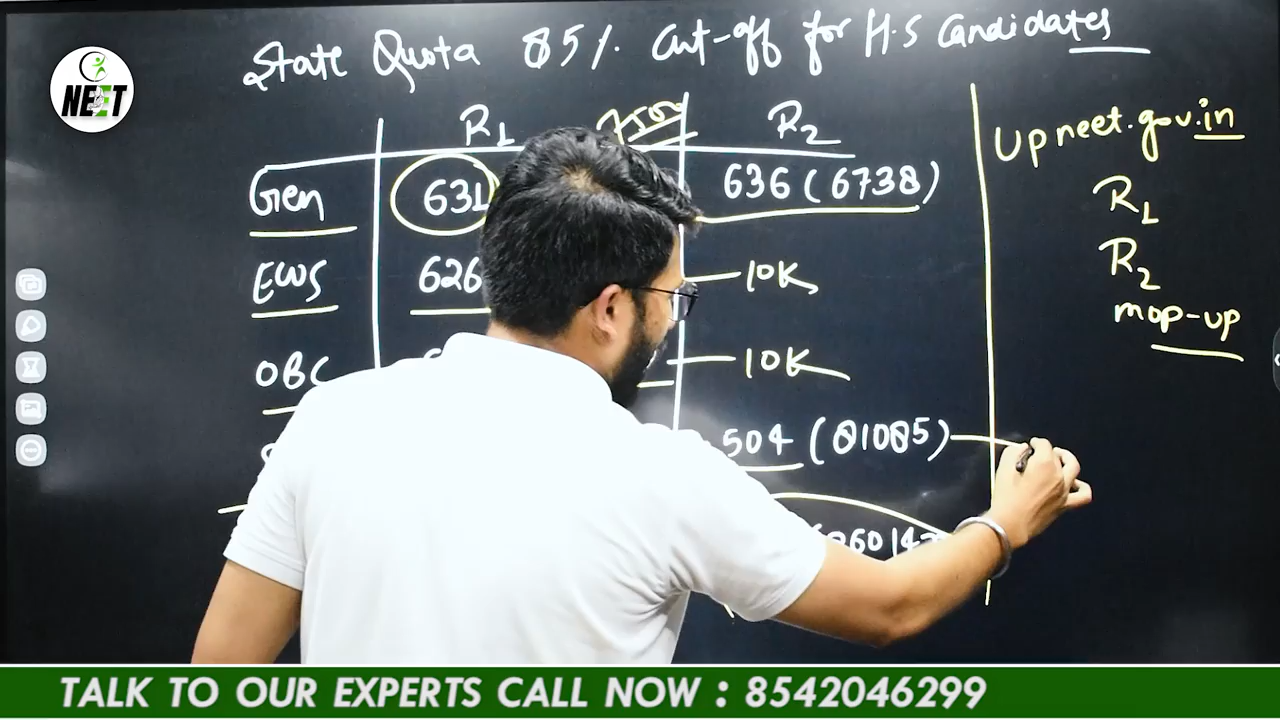 State Quota 85% Cut-off for H.S Candidates
NEET
R1 R2
Gen 631 636 (6738)
EWS 626 10K
OBC 10K
504 (81085)
Upneet.gov.in
R1
R2
mop-up
TALK TO OUR EXPERTS CALL NOW : 8542046299